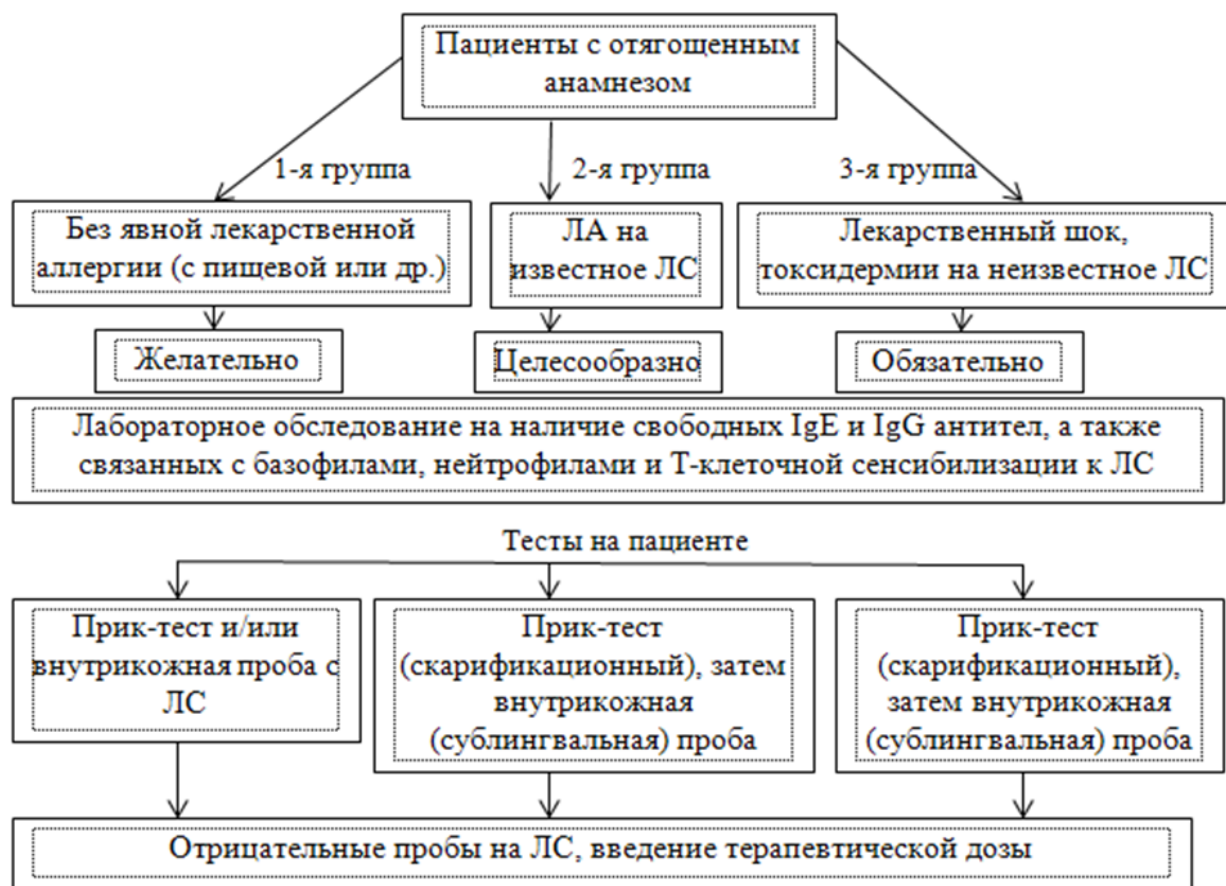 Пациенты с отягощенным
анамнезом
1-я группа
2-я группа
3-я группа
Без явной лекарственной
аллергии (с пищевой или др.)
ЛА на
известное ЛС
Лекарственный шок,
токсидермии на неизвестное ЛС
Желательно
Целесообразно
Обязательно
Лабораторное обследование на наличие свободных IgE и IgG антител, а также
связанных с базофилами, нейтрофилами и Т-клеточной сенсибилизации к ЛС
Тесты на пациенте
Прик-тест и/или
внутрикожная проба с
ЛС
Прик-тест
(скарификационный), затем
внутрикожная
(сублингвальная) проба
Прик-тест
(скарификационный),
затем внутрикожная
(сублингвальная) проба
Отрицательные пробы на ЛС, введение терапевтической дозы